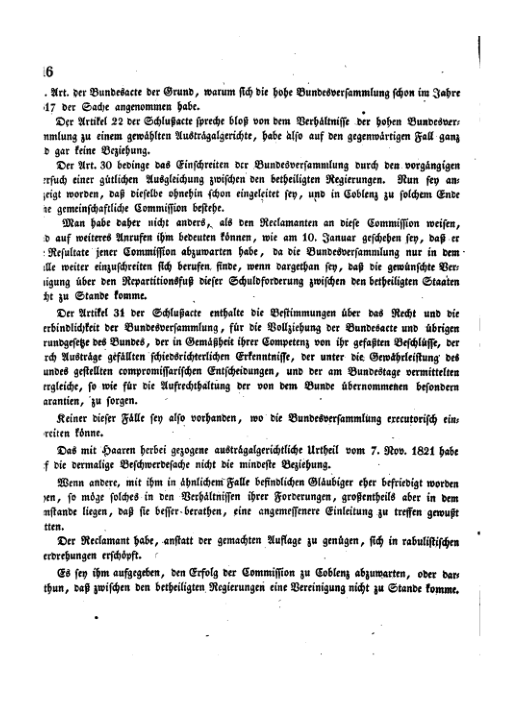 16
. Art. der Bundesacte der Grund, warum sich die hohe Bundesversammlung schon im Jahre
17 der Sache angenommen habe.
Der Artikel 22 der Schlußacte spreche bloß von dem Verhältnisse der hohen Bundesver-
mmlung zu einem gewählten Austrägalgerichte, habe also auf den gegenwärtigen Fall ganz
d gar keine Beziehung.
Der Art. 30 bedinge das Einschreiten der Bundesversammlung durch den vorgängigen
ersuch einer gütlichen Ausgleichung zwischen den betheiligten Regierungen. Nun sey an-
zeigt worden, daß dieselbe ohnehin schon eingeleitet sey, und in Coblenz zu solchem Ende
ne gemeinschaftliche Commission bestehe.
Man habe daher nicht anders, als den Reclamanten an diese Commission weisen,
d auf weiteres Anrufen ihm bedeuten können, wie am 10. Januar geschehen sey, daß er
Resultate jener Commission abzuwarten habe, da die Bundesversammlung nur in dem
lle weiter einzuschreiten sich berufen finde, wenn dargethan sey, daß die gewünschte Ver-
nigung über den Repartitionsfuß dieser Schuldforderung zwischen den betheiligten Staaten
cht zu Stande komme.
Der Artikel 31 der Schlußacte enthalte die Bestimmungen über das Recht und die
erbindlichkeit der Bundesversammlung, für die Vollziehung der Bundesacte und übrigen
rundgesetze des Bundes, der in Gemäßheit ihrer Competenz von ihr gefaßten Beschlüsse, der
rch Austräge gefällten schiedsrichterlichen Erkenntnisse, der unter die Gewährleistung des
undes gestellten compromissarischen Entscheidungen, und der am Bundestage vermittelten
ergleiche, so wie für die Aufrechthaltung der von dem Bunde übernommenen besondern
arantien, zu sorgen.
Keiner dieser Fälle sey also vorhanden, wo die Bundesversammlung executorisch ein-
reiten könne.
Das mit Haaren herbei gezogene austrägalgerichtliche Urtheil vom 7. Nov. 1821 habe
f die dermalige Beschwerdesache nicht die mindeste Beziehung.
Wenn andere, mit ihm in ähnlichem Falle befindlichen Gläubiger eher befriedigt worden
yen, so möge solches in den Verhältnissen ihrer Forderungen, großentheils aber in dem
mstande liegen, daß sie besser berathen, eine angemessenere Einleitung zu treffen gewußt
tten.
Der Reclamant habe, anstatt der gemachten Auflage zu genügen, sich in rabulistischen
erdrehungen erschöpft.
Es sey ihm aufgegeben, den Erfolg der Commission zu Coblenz abzuwarten, oder dar-
thun, daß zwischen den betheiligten Regierungen eine Vereinigung nicht zu Stande komme.